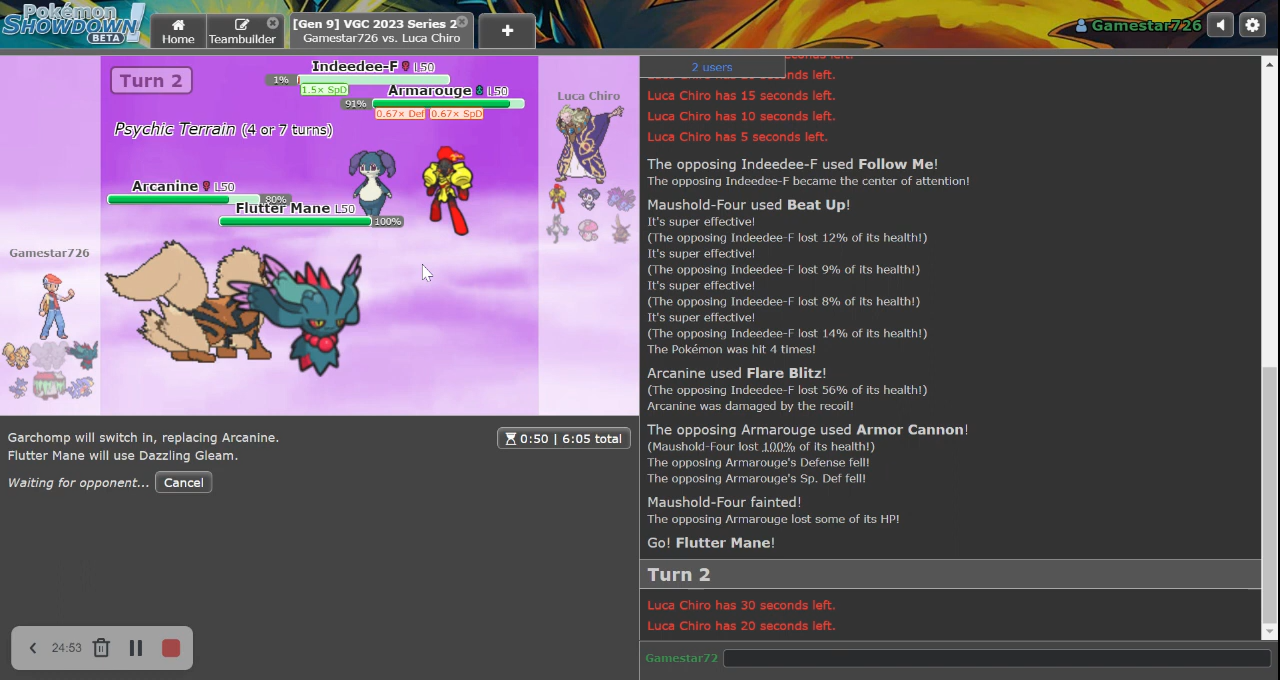 Pokémon
SHOWDOWN!
BETA
Home
Teambuilder
[Gen 9] VGC 2023 Series 2
Gamestar726 vs. Luca Chiro
+
Gamestar726
Turn 2
Indeedee-F L50
1%
1.5× SpD
Armarouge L50
91%
0.67× Def 0.67× SpD
Psychic Terrain (4 or 7 turns)
Arcanine L50
80%
Flutter Mane L50
100%
Luca Chiro
Gamestar726
Garchomp will switch in, replacing Arcanine.
Flutter Mane will use Dazzling Gleam.
0:50 | 6:05 total
Waiting for opponent... Cancel
24:53
2 users
seconds left.
seconds left.
Luca Chiro has 15 seconds left.
Luca Chiro has 10 seconds left.
Luca Chiro has 5 seconds left.
The opposing Indeedee-F used Follow Me!
The opposing Indeedee-F became the center of attention!
Maushold-Four used Beat Up!
It's super effective!
(The opposing Indeedee-F lost 12% of its health!)
It's super effective!
(The opposing Indeedee-F lost 9% of its health!)
It's super effective!
(The opposing Indeedee-F lost 8% of its health!)
It's super effective!
(The opposing Indeedee-F lost 14% of its health!)
The Pokémon was hit 4 times!
Arcanine used Flare Blitz!
(The opposing Indeedee-F lost 56% of its health!)
Arcanine was damaged by the recoil!
The opposing Armarouge used Armor Cannon!
(Maushold-Four lost 100% of its health!)
The opposing Armarouge's Defense fell!
The opposing Armarouge's Sp. Def fell!
Maushold-Four fainted!
The opposing Armarouge lost some of its HP!
Go! Flutter Mane!
Turn 2
Luca Chiro has 30 seconds left.
Luca Chiro has 20 seconds left.
Gamestar72